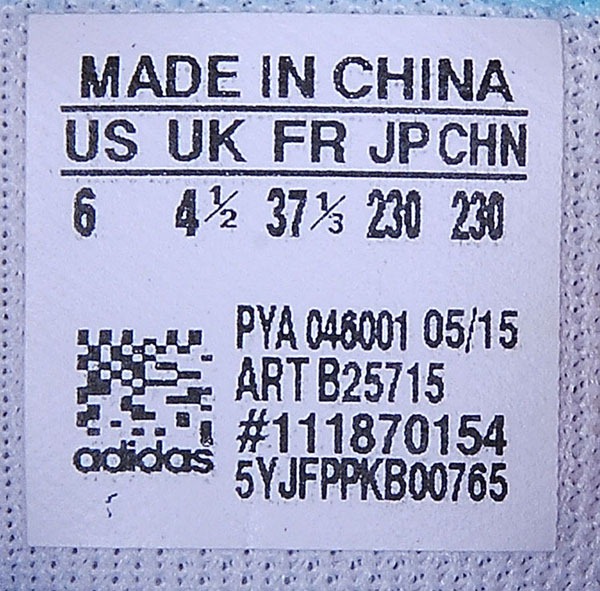 MADE IN CHINA
US UK FR JP CHN
6 4½ 37⅓ 230 230
PYA 046001 05/15
ART B25715
#111870154
5YJFPPKB00765
adidas